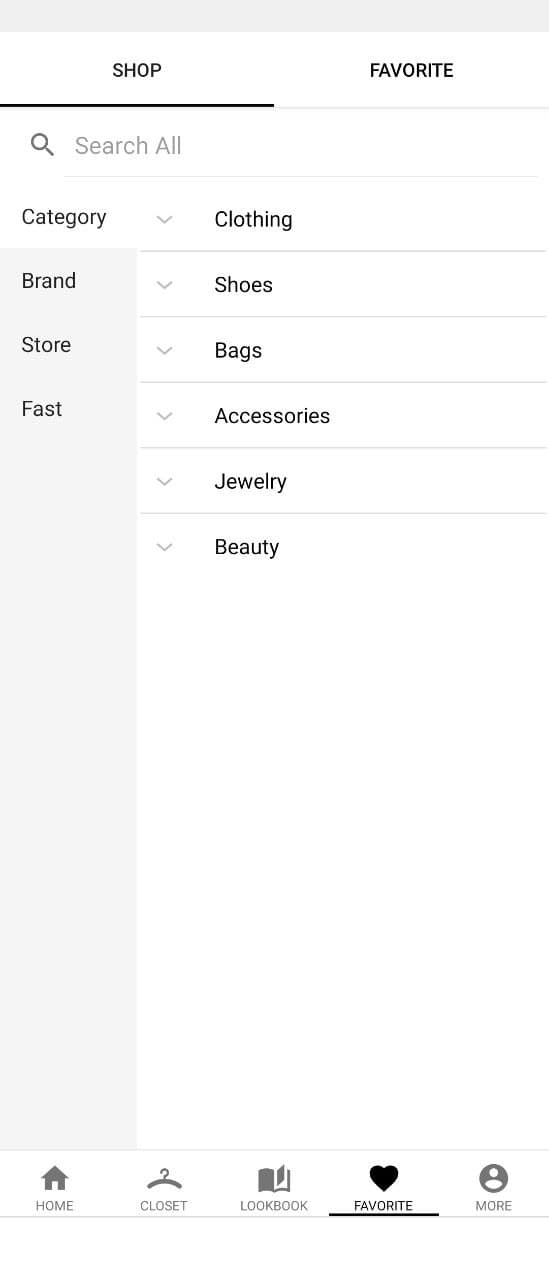 SHOP
FAVORITE
Search All
Category
Brand
Store
Fast
Clothing
Shoes
Bags
Accessories
Jewelry
Beauty
HOME
CLOSET
LOOKBOOK
FAVORITE
MORE